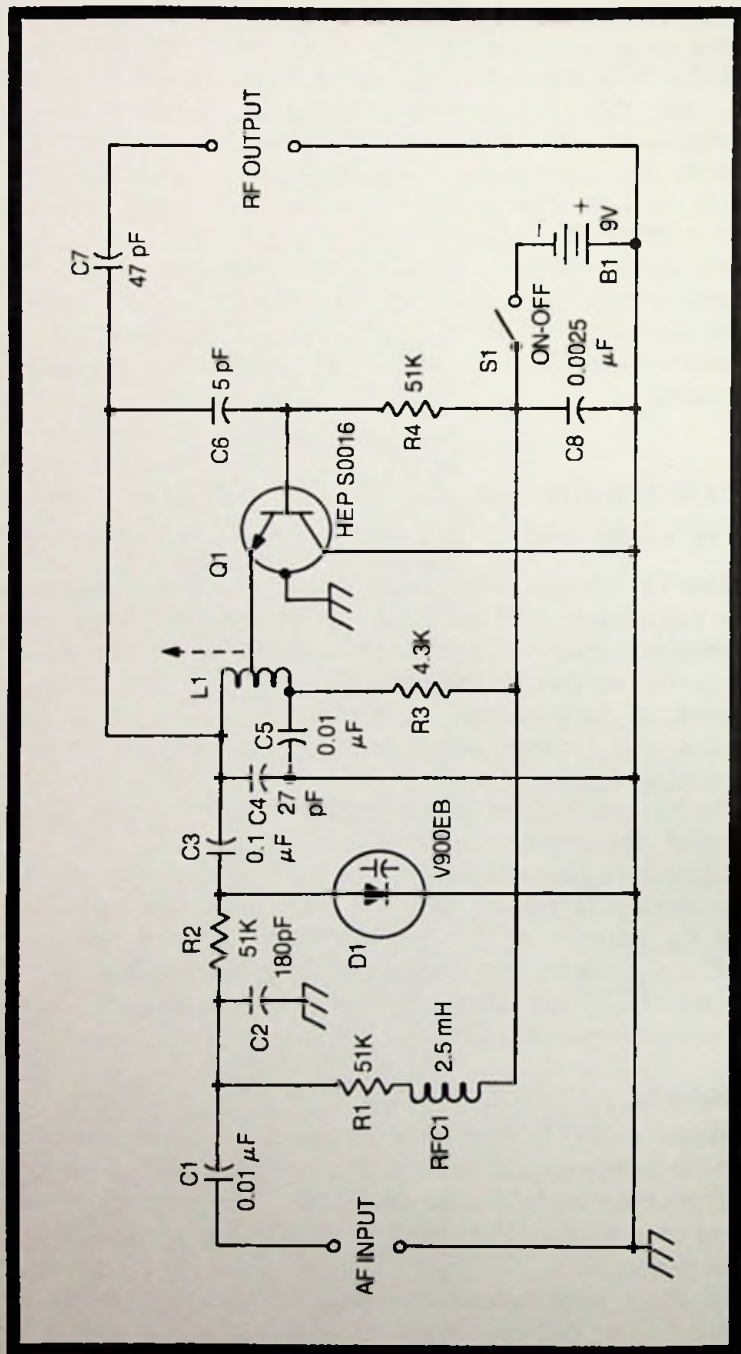 AF INPUT
C1
0.01 µF
R1
51K
RFC1
2.5 mH
C2
180pF
R2
51K
D1
V900EB
C3
0.1
µF
C4
27
pF
C5
0.01
µF
L1
R3
4.3K
Q1
HEP S0016
C6
5 pF
R4
51K
C7
47 pF
S1
ON-OFF
C8
0.0025
µF
−
+
B1
9V
RF OUTPUT